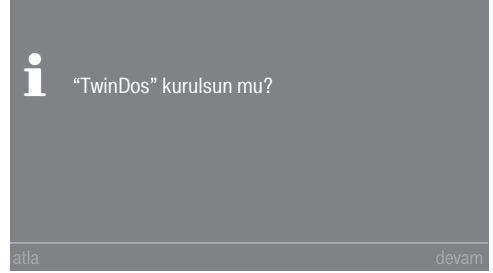 i
“TwinDos” kurulsun mu?
atla devam